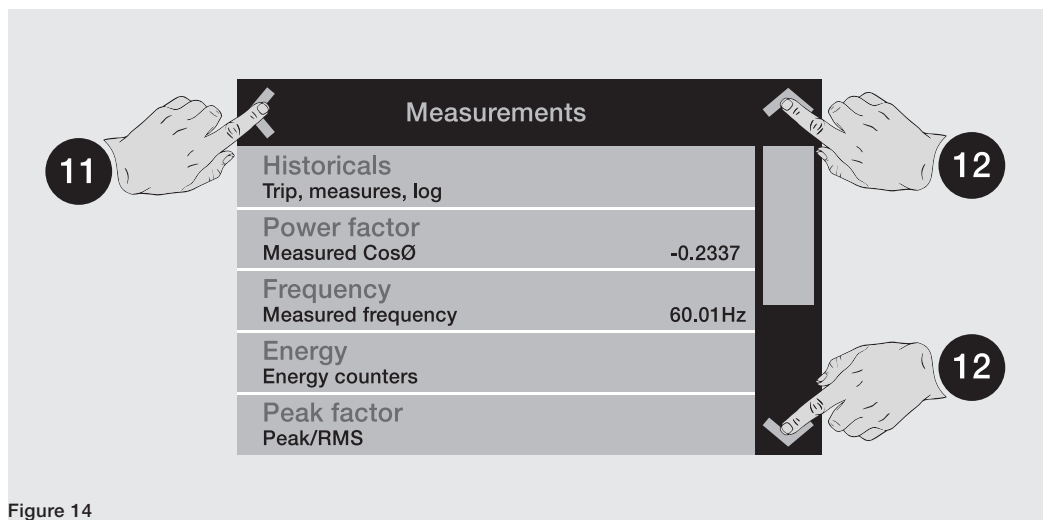 Measurements
11
12
Historicals
Trip, measures, log
Power factor
Measured CosØ -0.2337
Frequency
Measured frequency 60.01Hz
Energy
Energy counters
12
Peak factor
Peak/RMS
Figure 14